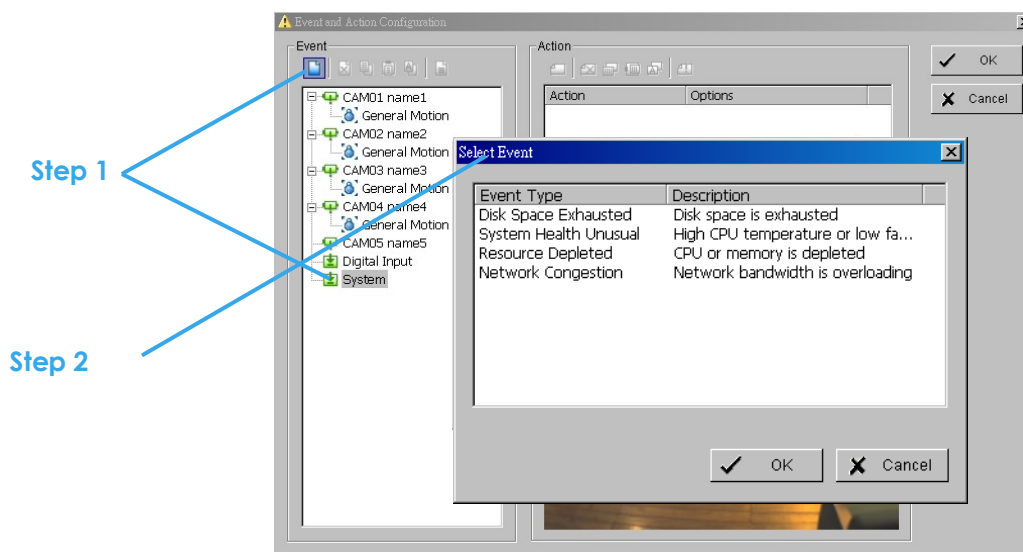 Event and Action Configuration
Event
Action
OK
Cancel
Action Options
CAM01 name1
General Motion
CAM02 name2
General Motion
CAM03 name3
General Motion
CAM04 name4
General Motion
CAM05 name5
Digital Input
System
Step 1
Step 2
Select Event
Event Type Description
Disk Space Exhausted Disk space is exhausted
System Health Unusual High CPU temperature or low fa...
Resource Depleted CPU or memory is depleted
Network Congestion Network bandwidth is overloading
OK Cancel